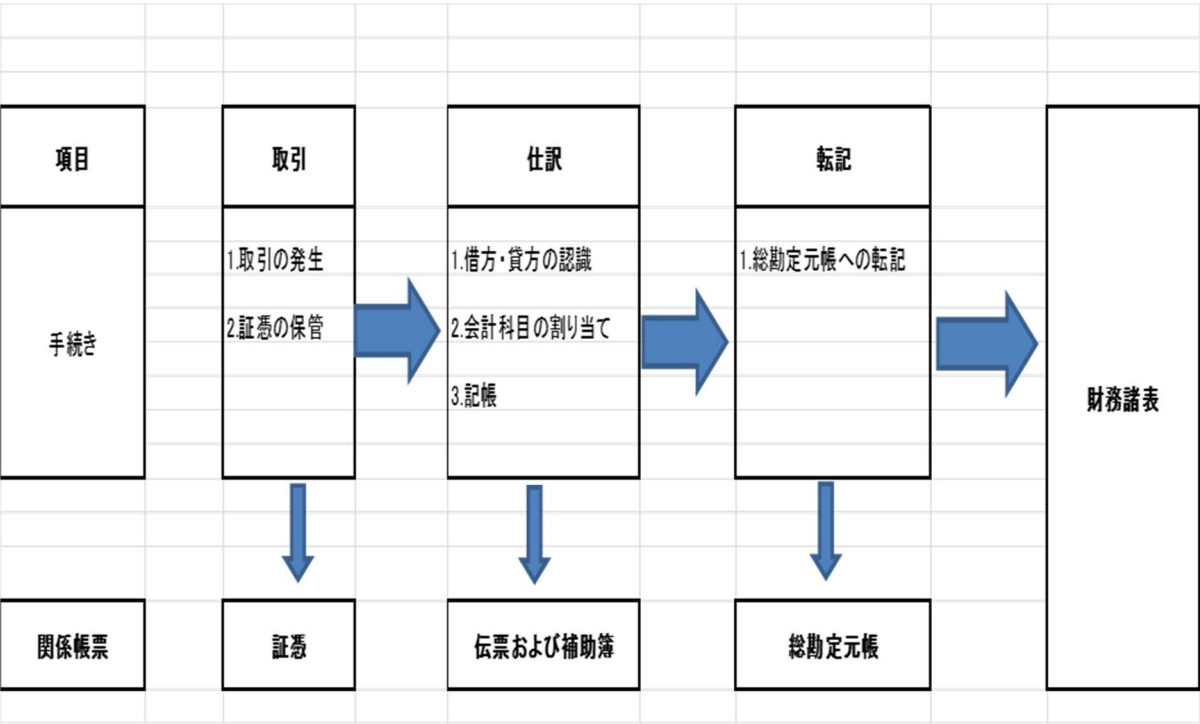 項目
取引
仕訳
転記
手続き
1.取引の発生
2.証憑の保管
1.借方・貸方の認識
2.会計科目の割り当て
3.記帳
1.総勘定元帳への転記
財務諸表
関係帳票
証憑
伝票および補助簿
総勘定元帳